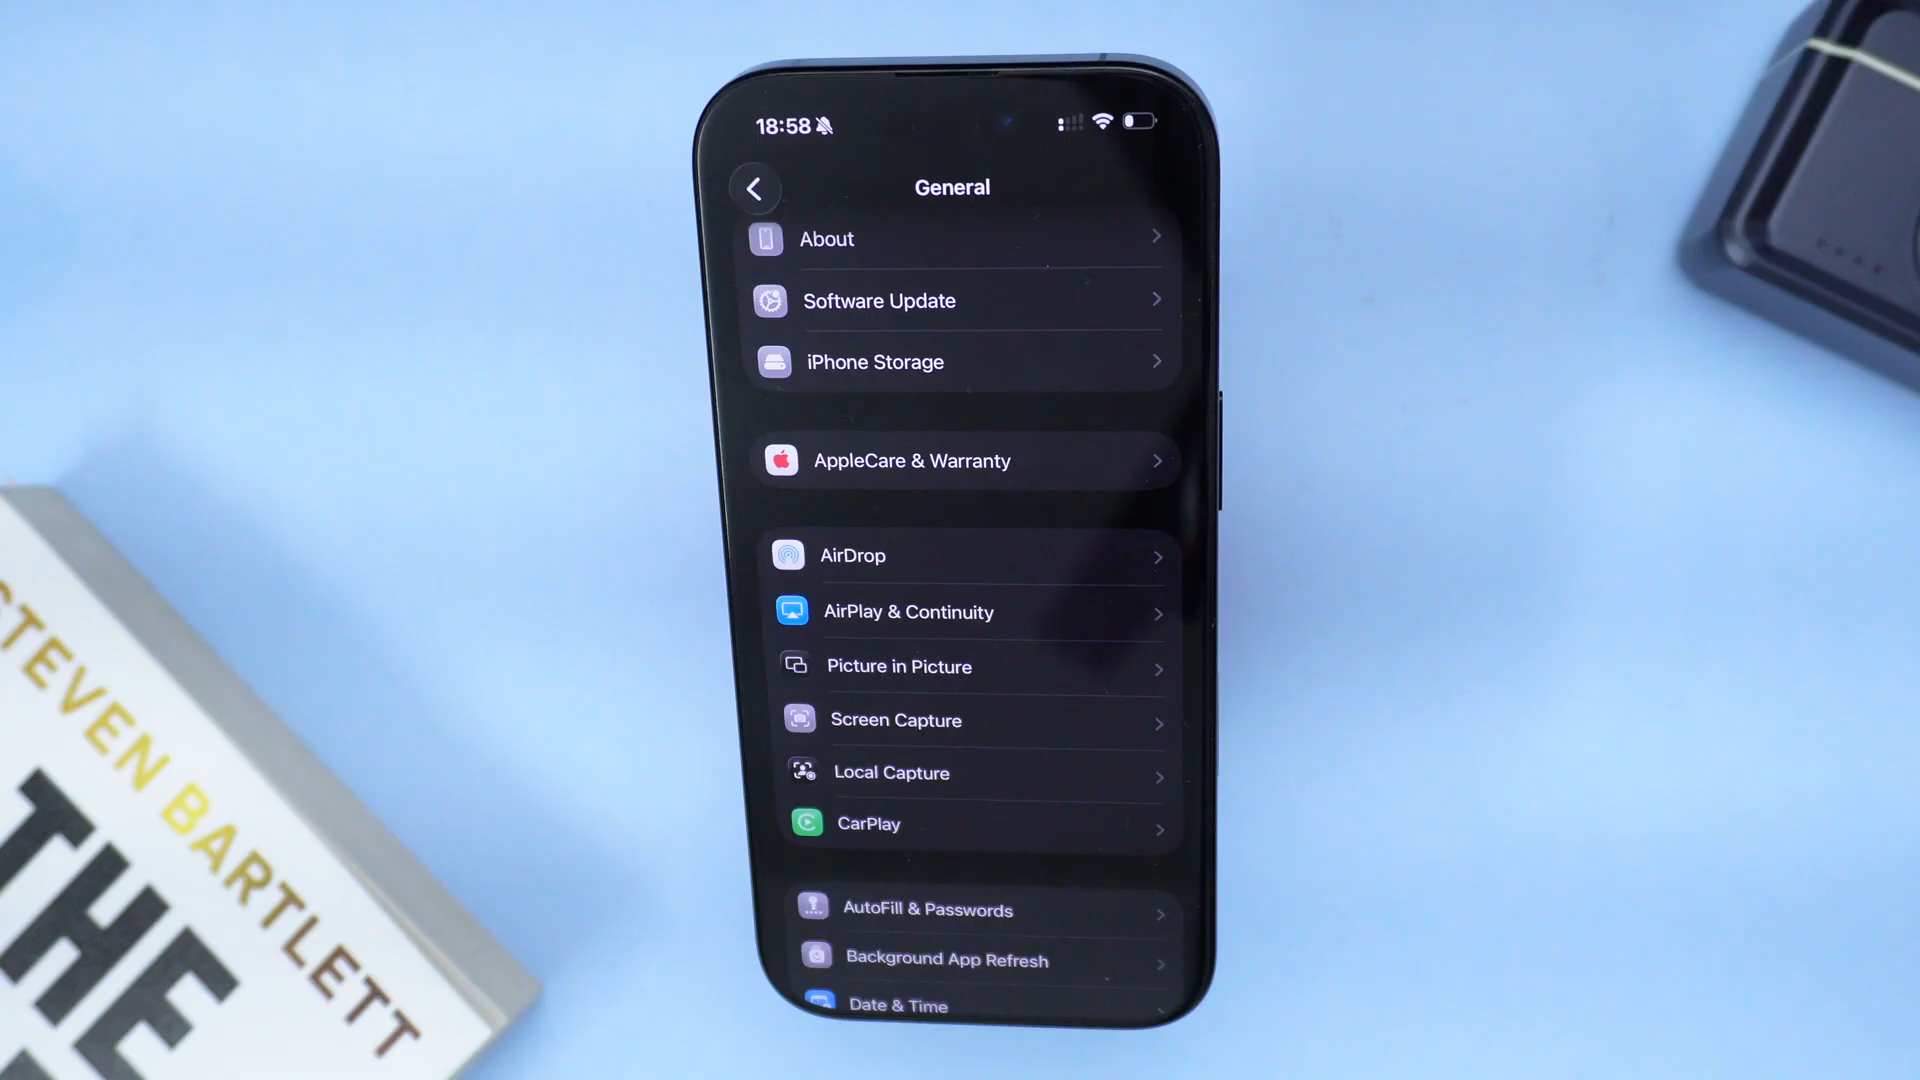 18:58
General
About
Software Update
iPhone Storage
AppleCare & Warranty
AirDrop
AirPlay & Continuity
Picture in Picture
Screen Capture
Local Capture
CarPlay
AutoFill & Passwords
Background App Refresh
Date & Time
STEVEN BARTLETT
THE